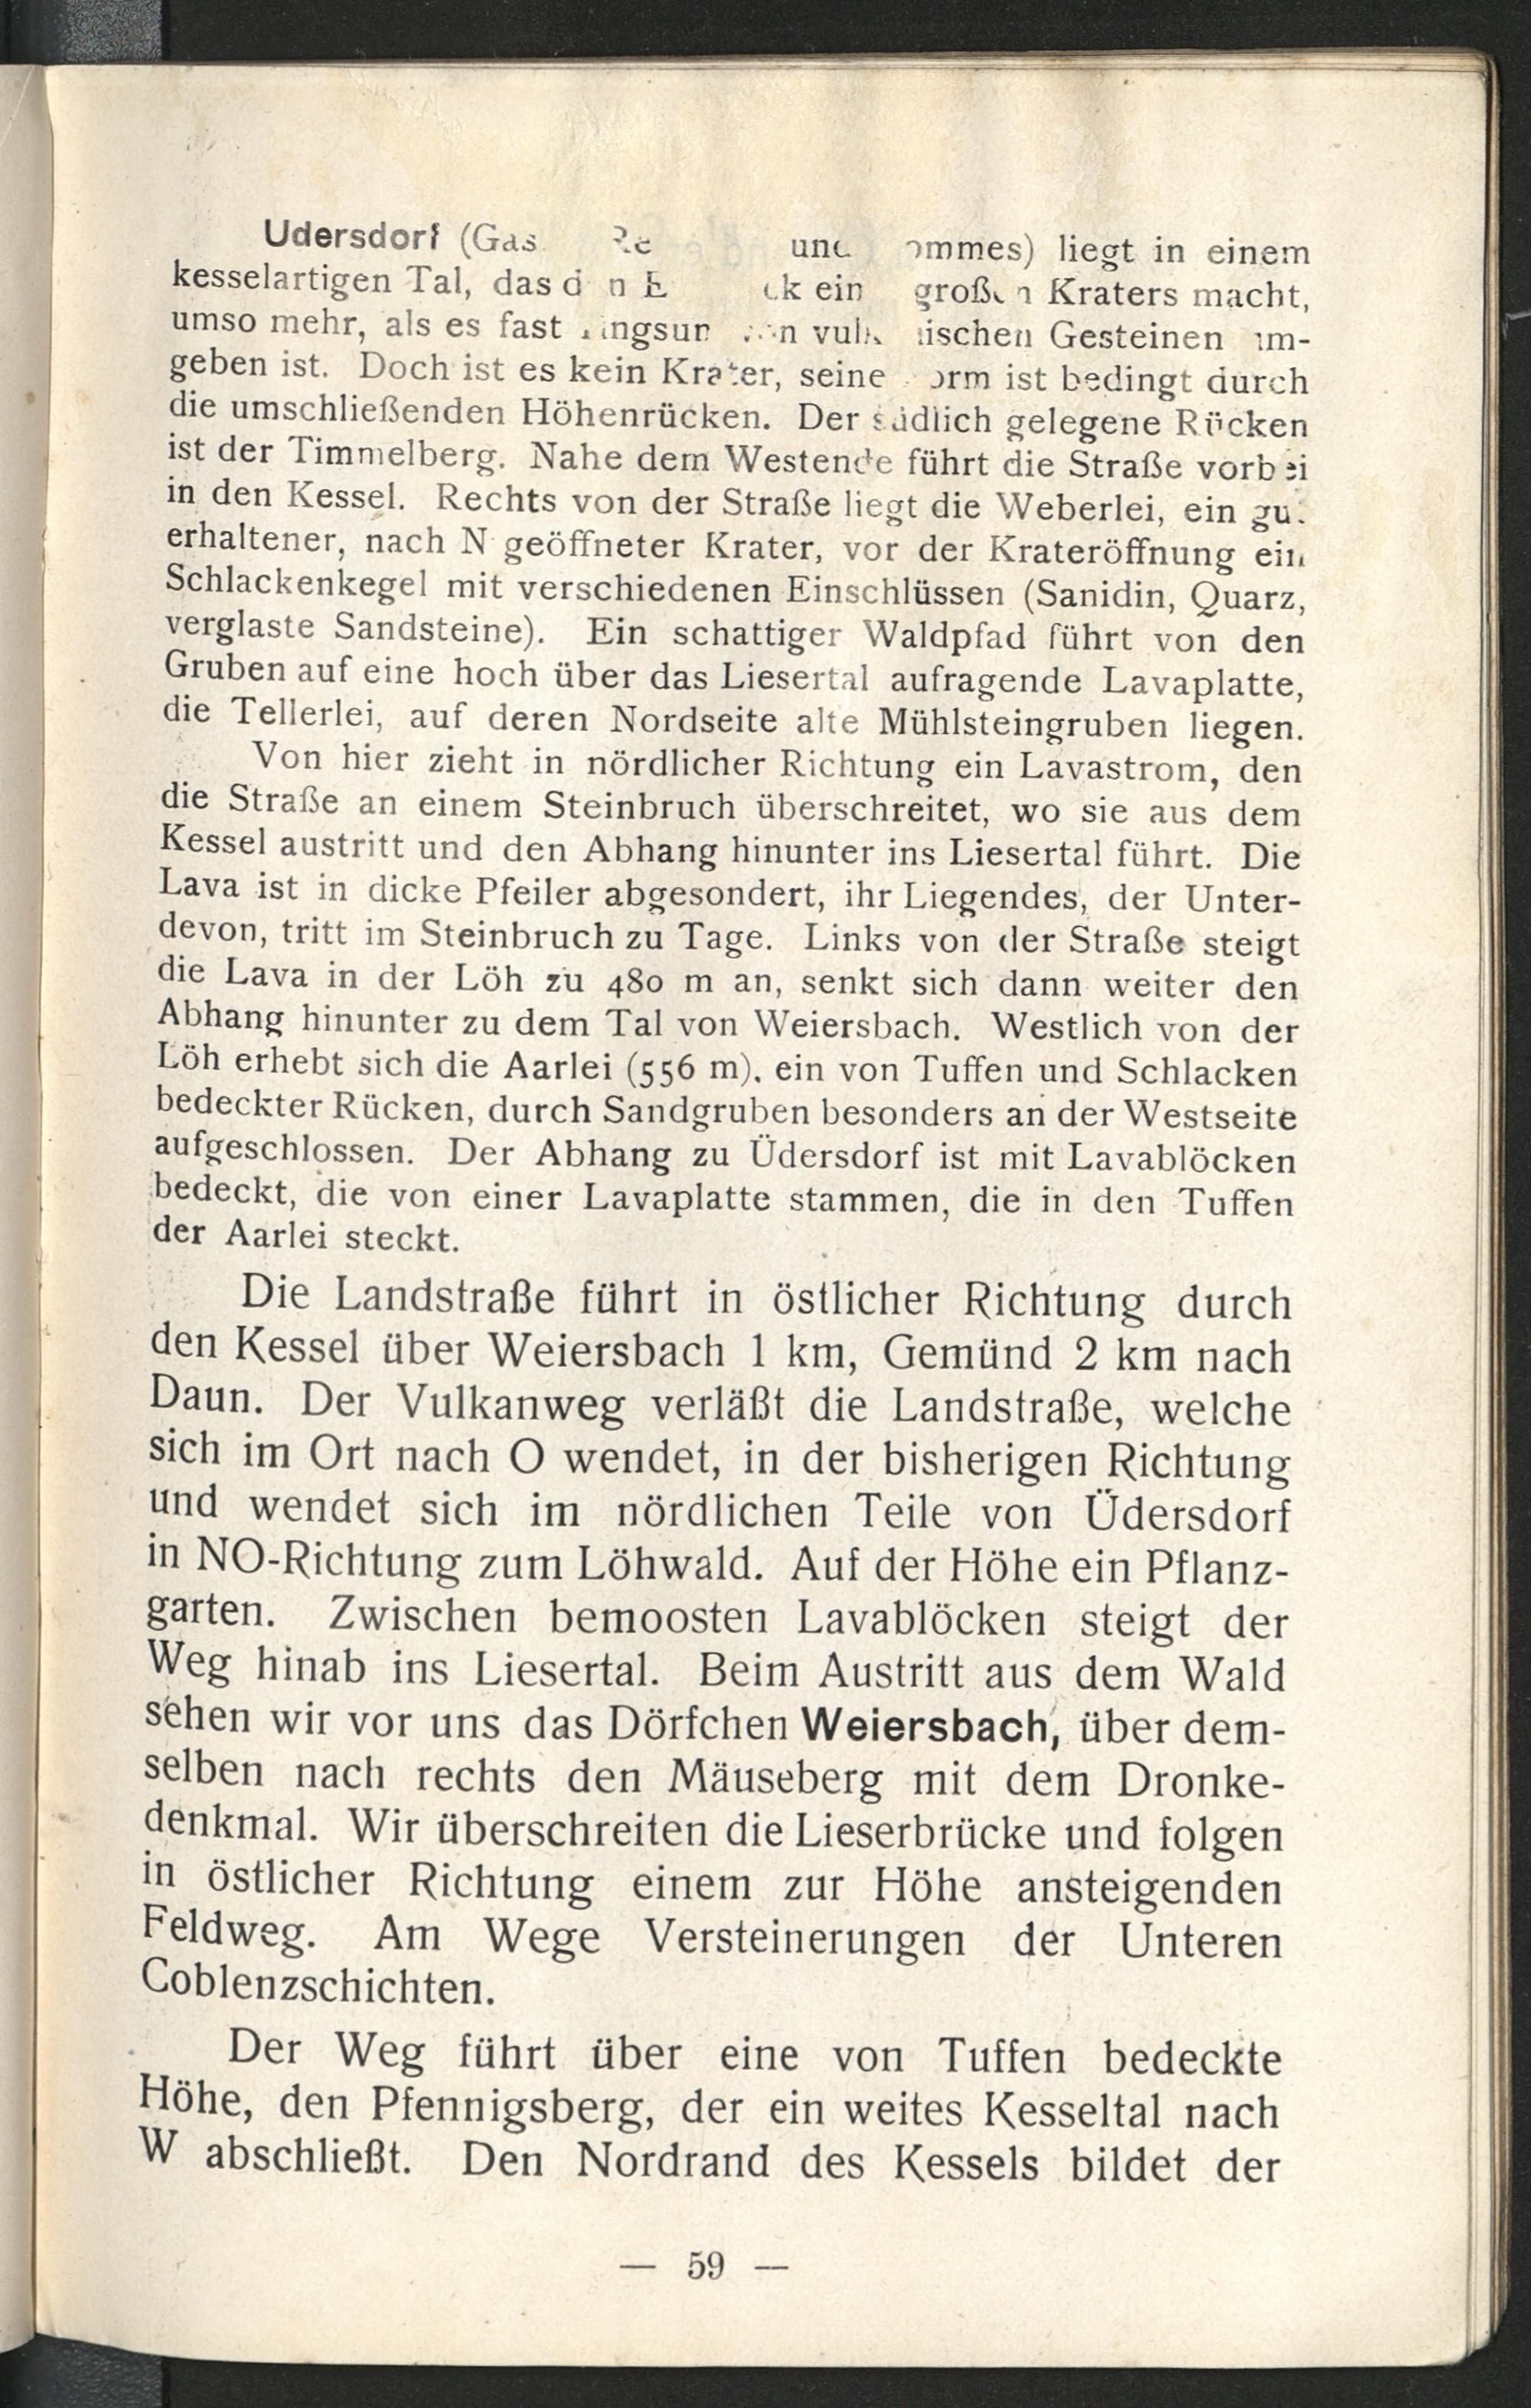 Udersdorf liegt in einem
kesselartigen Tal, das großen Kraters macht,
umso mehr, als es fast Gesteinen um-
geben ist. Doch ist es kein Krater, seine ist bedingt durch
die umschließenden Höhenrücken. Der südlich gelegene Rücken
ist der Timmelberg. Nahe dem Westende führt die Straße vorbei
in den Kessel. Rechts von der Straße liegt die Weberlei, ein gut
erhaltener, nach N geöffneter Krater, vor der Krateröffnung ein
Schlackenkegel mit verschiedenen Einschlüssen (Sanidin, Quarz,
verglaste Sandsteine). Ein schattiger Waldpfad führt von den
Gruben auf eine hoch über das Liesertal aufragende Lavaplatte,
die Tellerlei, auf deren Nordseite alte Mühlsteingruben liegen.
Von hier zieht in nördlicher Richtung ein Lavastrom, den
die Straße an einem Steinbruch überschreitet, wo sie aus dem
Kessel austritt und den Abhang hinunter ins Liesertal führt. Die
Lava ist in dicke Pfeiler abgesondert, ihr Liegendes, der Unter-
devon, tritt im Steinbruch zu Tage. Links von der Straße steigt
die Lava in der Löh zu 480 m an, senkt sich dann weiter den
Abhang hinunter zu dem Tal von Weiersbach. Westlich von der
Löh erhebt sich die Aarlei (556 m), ein von Tuffen und Schlacken
bedeckter Rücken, durch Sandgruben besonders an der Westseite
aufgeschlossen. Der Abhang zu Üdersdorf ist mit Lavablöcken
bedeckt, die von einer Lavaplatte stammen, die in den Tuffen
der Aarlei steckt.
Die Landstraße führt in östlicher Richtung durch
den Kessel über Weiersbach 1 km, Gemünd 2 km nach
Daun. Der Vulkanweg verläßt die Landstraße, welche
sich im Ort nach O wendet, in der bisherigen Richtung
und wendet sich im nördlichen Teile von Üdersdorf
in NO-Richtung zum Löhwald. Auf der Höhe ein Pflanz-
garten. Zwischen bemoosten Lavablöcken steigt der
Weg hinab ins Liesertal. Beim Austritt aus dem Wald
sehen wir vor uns das Dörfchen Weiersbach, über dem-
selben nach rechts den Mäuseberg mit dem Dronke-
denkmal. Wir überschreiten die Lieserbrücke und folgen
in östlicher Richtung einem zur Höhe ansteigenden
Feldweg. Am Wege Versteinerungen der Unteren
Coblenzschichten.
Der Weg führt über eine von Tuffen bedeckte
Höhe, den Pfennigsberg, der ein weites Kesseltal nach
W abschließt. Den Nordrand des Kessels bildet der
— 59 —